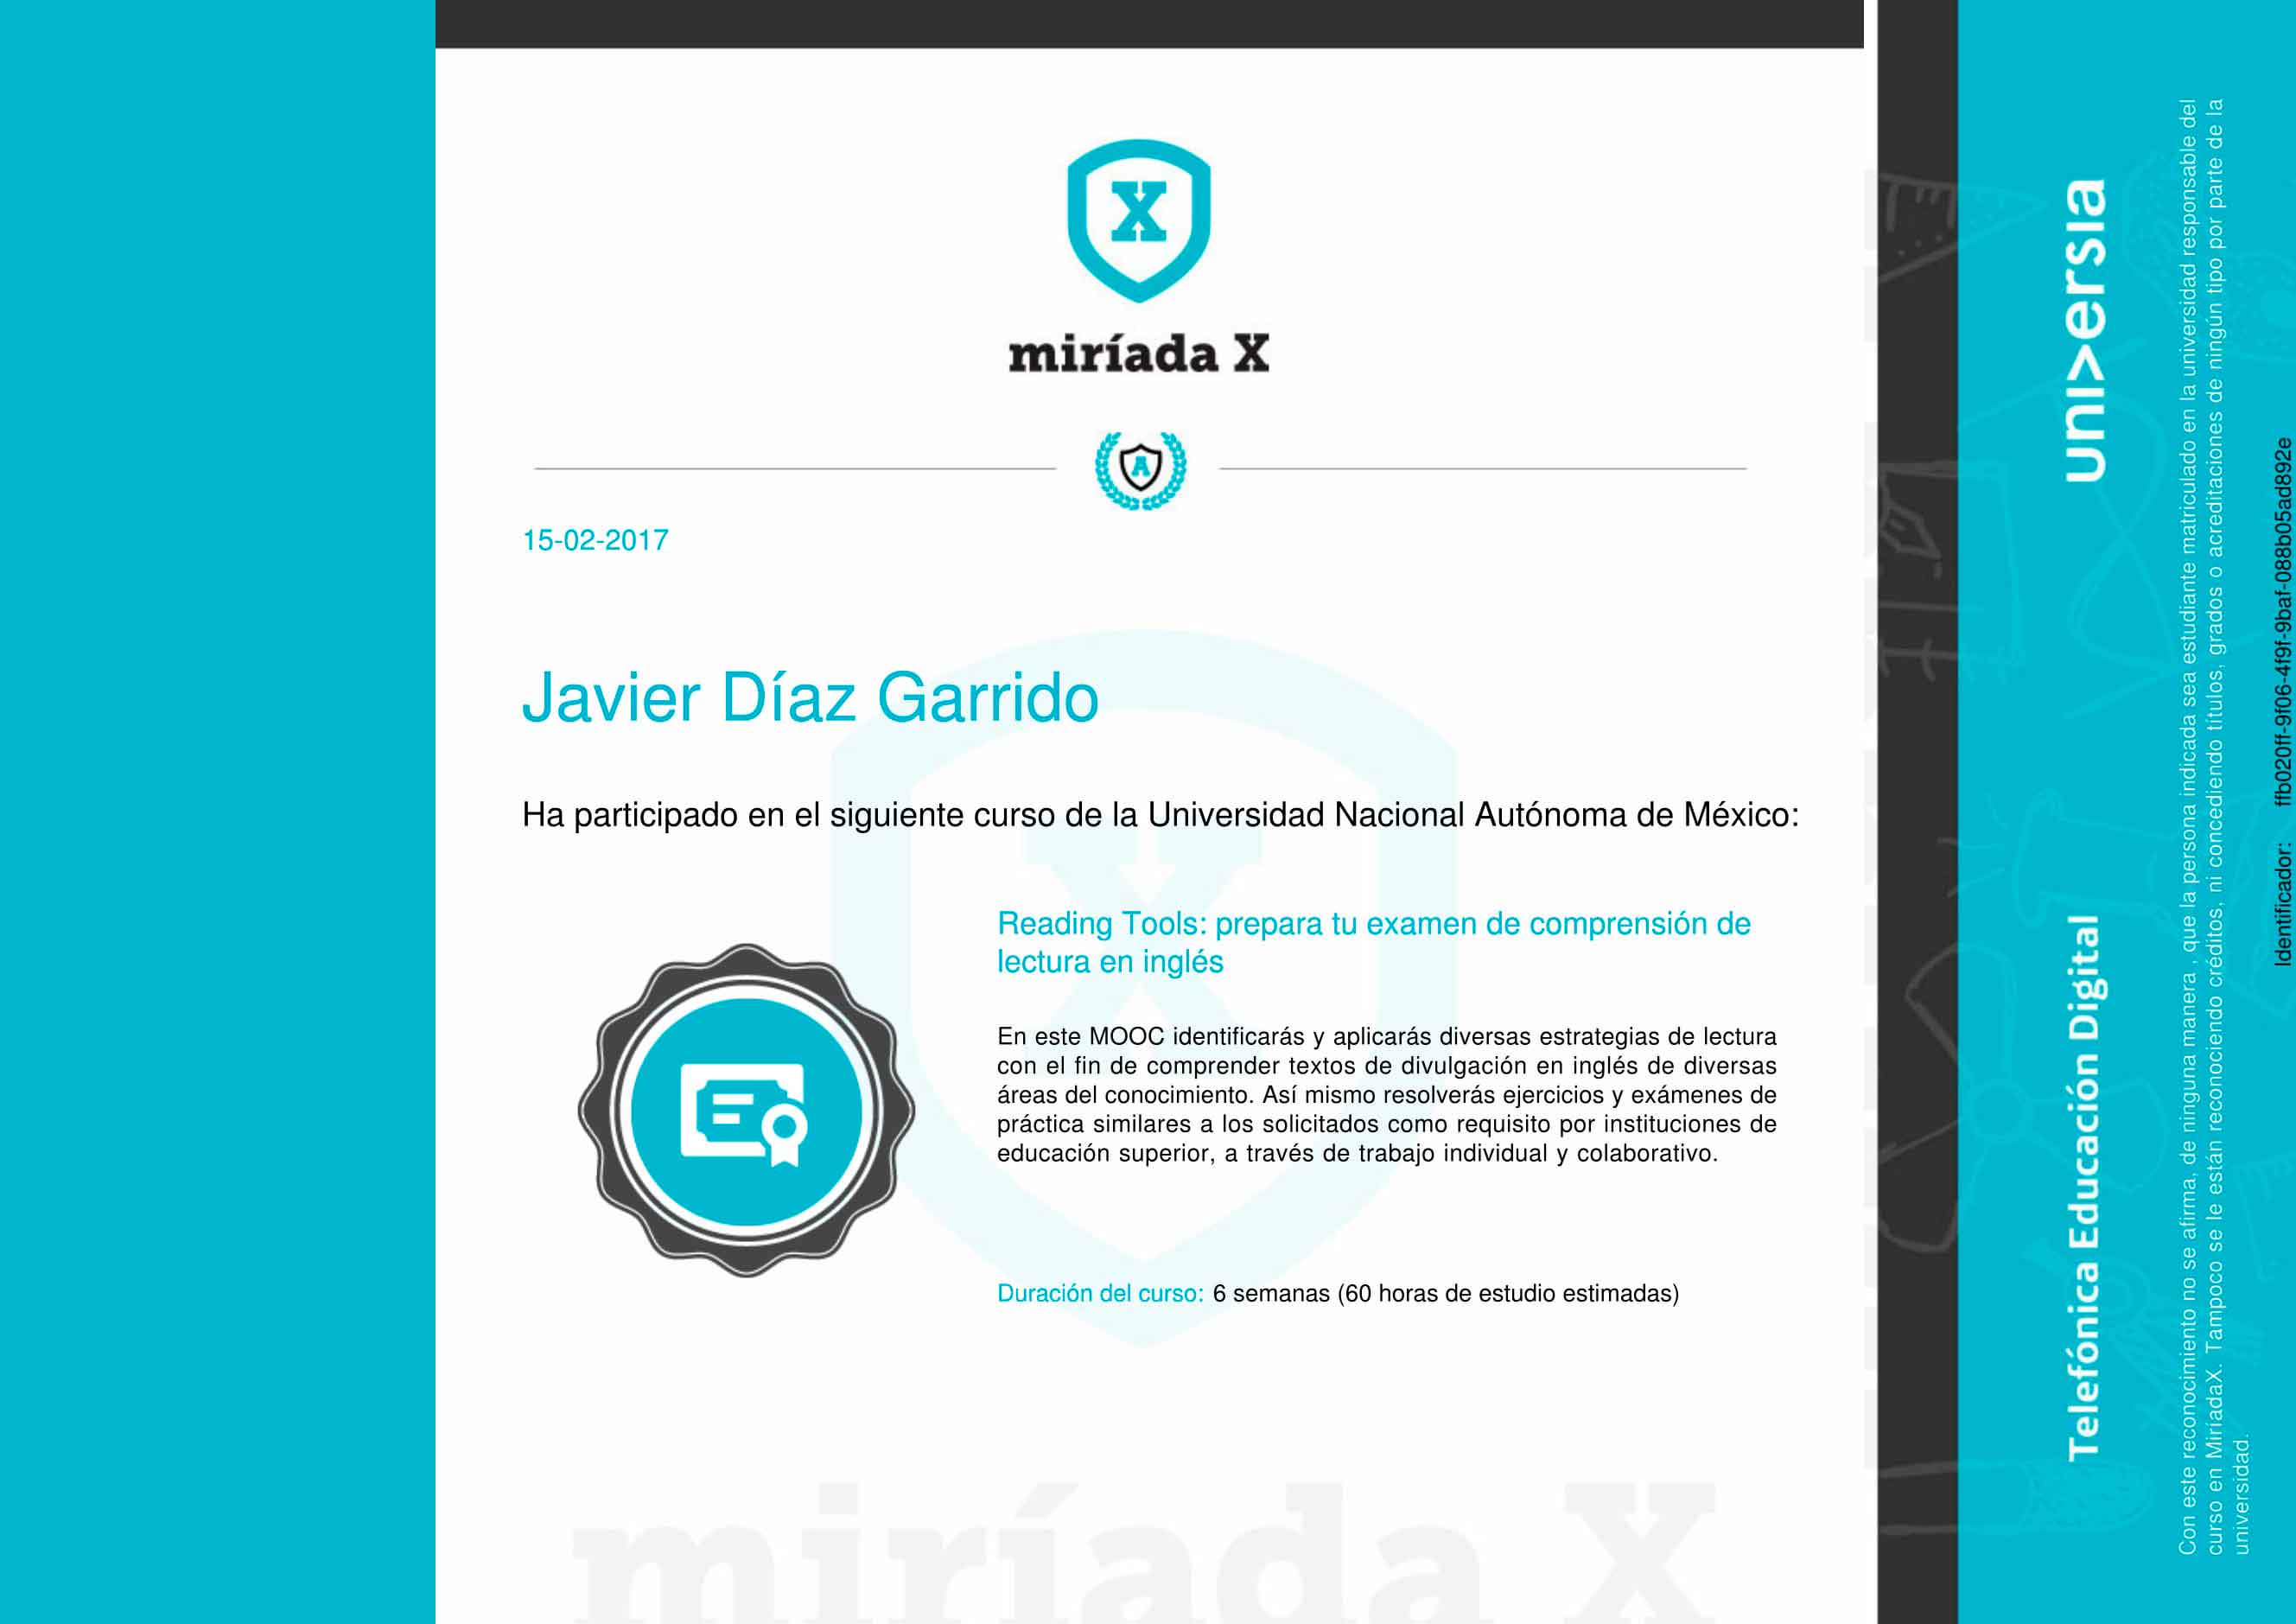 miríada X
15-02-2017
Javier Díaz Garrido
Ha participado en el siguiente curso de la Universidad Nacional Autónoma de México:
Reading Tools: prepara tu examen de comprensión de
lectura en inglés
En este MOOC identificarás y aplicarás diversas estrategias de lectura
con el fin de comprender textos de divulgación en inglés de diversas
áreas del conocimiento. Así mismo resolverás ejercicios y exámenes de
práctica similares a los solicitados como requisito por instituciones de
educación superior, a través de trabajo individual y colaborativo.
Duración del curso: 6 semanas (60 horas de estudio estimadas)
miríada X
Telefónica Educación Digital
uni>ersia
Con este reconocimiento no se afirma, de ninguna manera , que la persona indicada sea estudiante matriculado en la universidad responsable del
curso en MiríadaX. Tampoco se le están reconociendo créditos, ni concediendo títulos, grados o acreditaciones de ningún tipo por parte de la
universidad.
Identificador: ffb020ff-9f06-4f9f-9baf-088b05ad892e